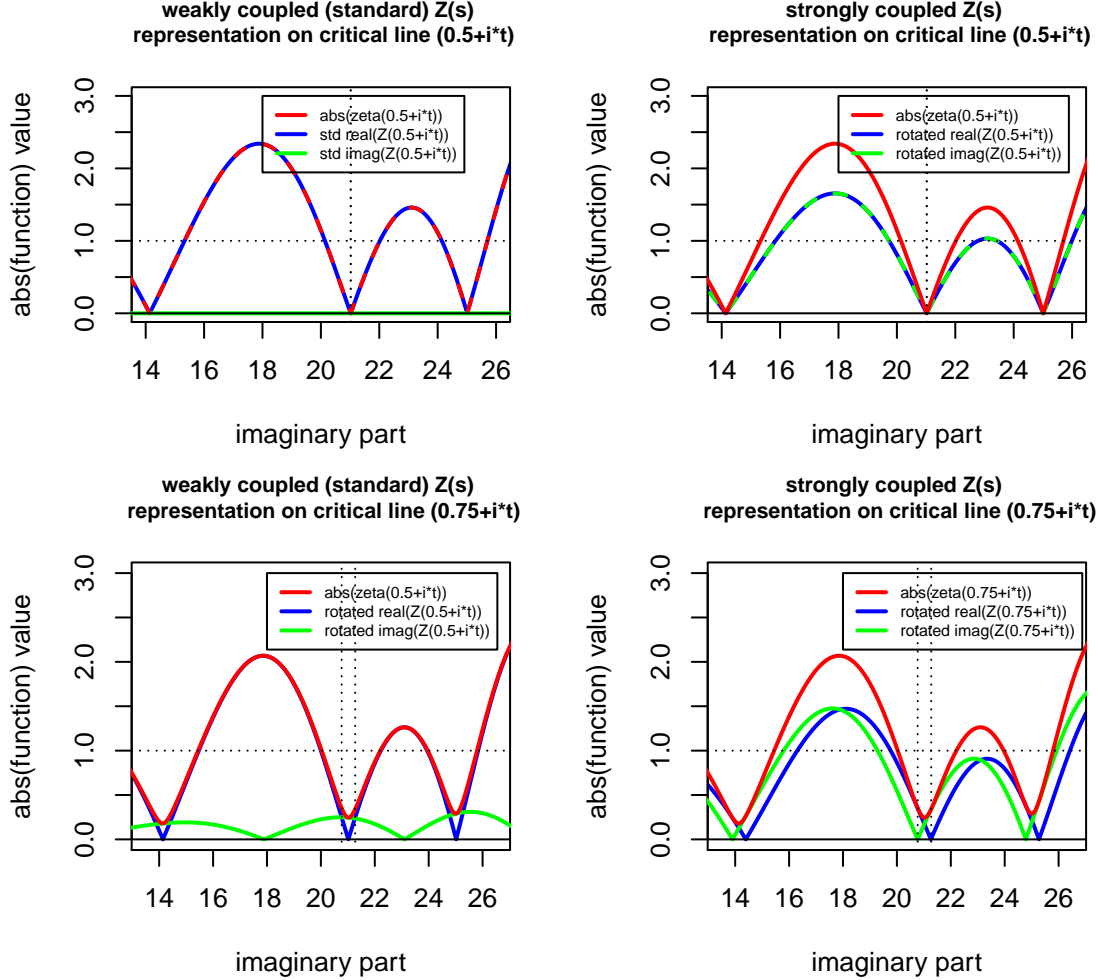 weakly coupled (standard) Z(s)
representation on critical line (0.5+i*t)
abs(function) value
3.0
2.0
1.0
0.0
abs(zeta(0.5+i*t))
std real(Z(0.5+i*t))
std imag(Z(0.5+i*t))
14 16 18 20 22 24 26
imaginary part
strongly coupled Z(s)
representation on critical line (0.5+i*t)
abs(function) value
3.0
2.0
1.0
0.0
abs(zeta(0.5+i*t))
rotated real(Z(0.5+i*t))
rotated imag(Z(0.5+i*t))
14 16 18 20 22 24 26
imaginary part
weakly coupled (standard) Z(s)
representation on critical line (0.75+i*t)
abs(function) value
3.0
2.0
1.0
0.0
abs(zeta(0.5+i*t))
rotated real(Z(0.5+i*t))
rotated imag(Z(0.5+i*t))
14 16 18 20 22 24 26
imaginary part
strongly coupled Z(s)
representation on critical line (0.75+i*t)
abs(function) value
3.0
2.0
1.0
0.0
abs(zeta(0.75+i*t))
rotated real(Z(0.75+i*t))
rotated imag(Z(0.75+i*t))
14 16 18 20 22 24 26
imaginary part